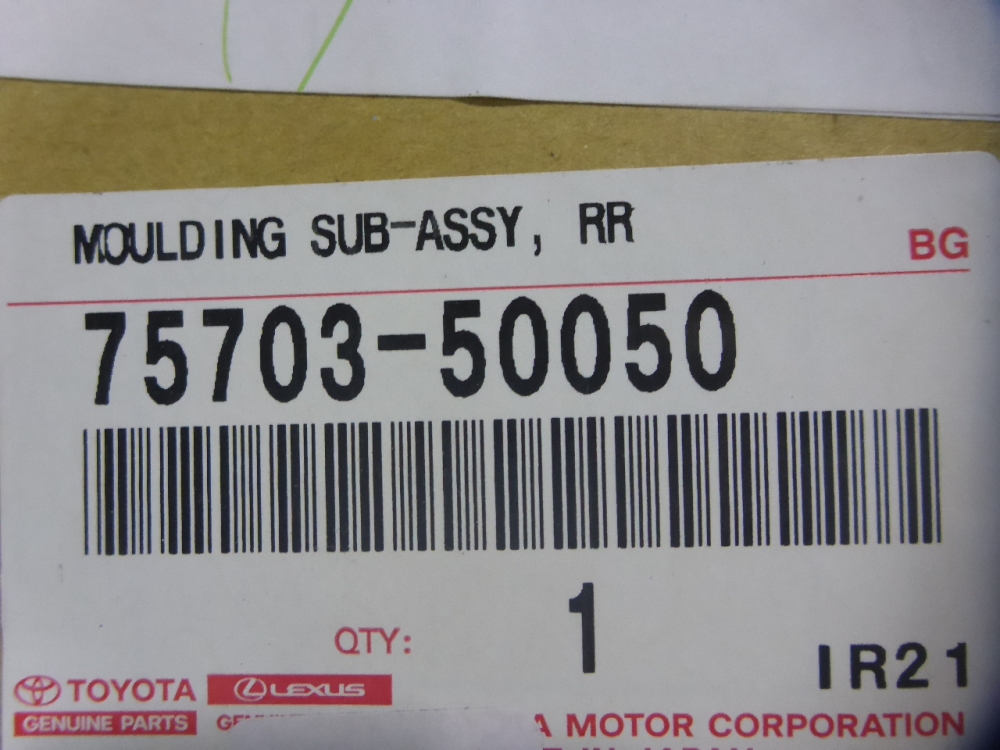 MOULDING SUB-ASSY, RR
BG
75703-50050
QTY: 1
IR21
TOYOTA LEXUS
GENUINE PARTS
MOTOR CORPORATION